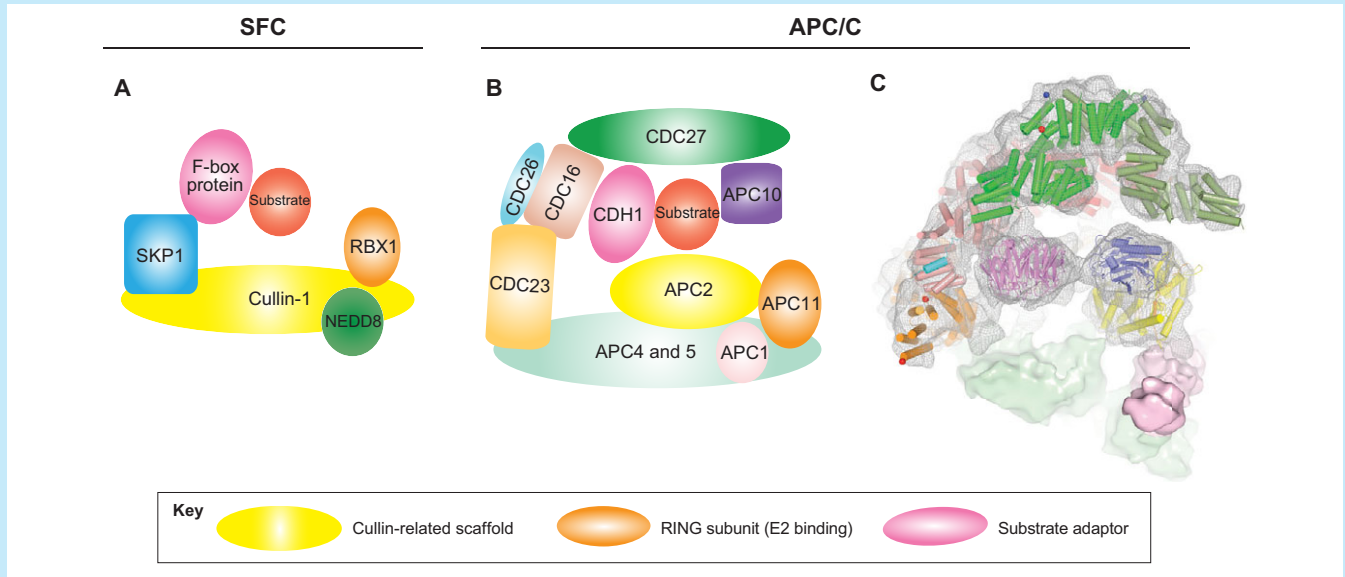 SFC
APC/C
A
F-box
protein
Substrate
SKP1
RBX1
Cullin-1
NEDD8
B
CDC27
CDC26
CDC16
CDH1
Substrate
APC10
CDC23
APC2
APC11
APC4 and 5
APC1
C
Key
Cullin-related scaffold
RING subunit (E2 binding)
Substrate adaptor